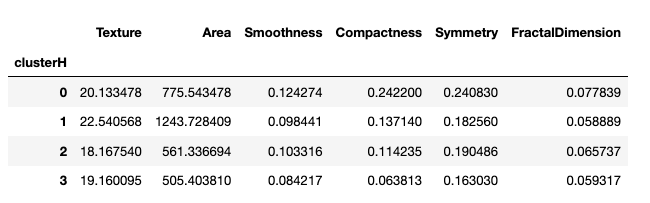 Texture Area Smoothness Compactness Symmetry FractalDimension
clusterH
0 20.133478 775.543478 0.124274 0.242200 0.240830 0.077839
1 22.540568 1243.728409 0.098441 0.137140 0.182560 0.058889
2 18.167540 561.336694 0.103316 0.114235 0.190486 0.065737
3 19.160095 505.403810 0.084217 0.063813 0.163030 0.059317